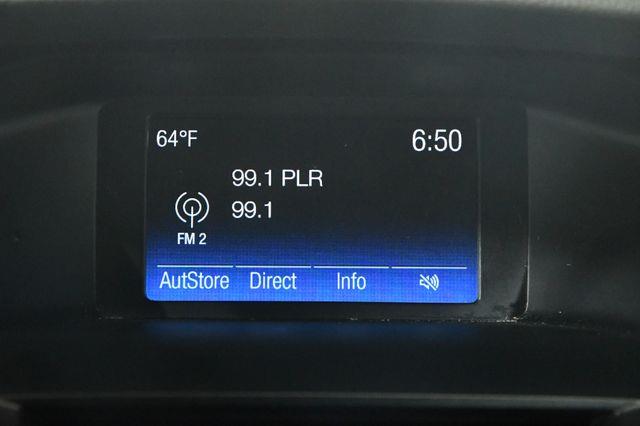 64°F 6:50
99.1 PLR
99.1
FM 2
AutStore Direct Info